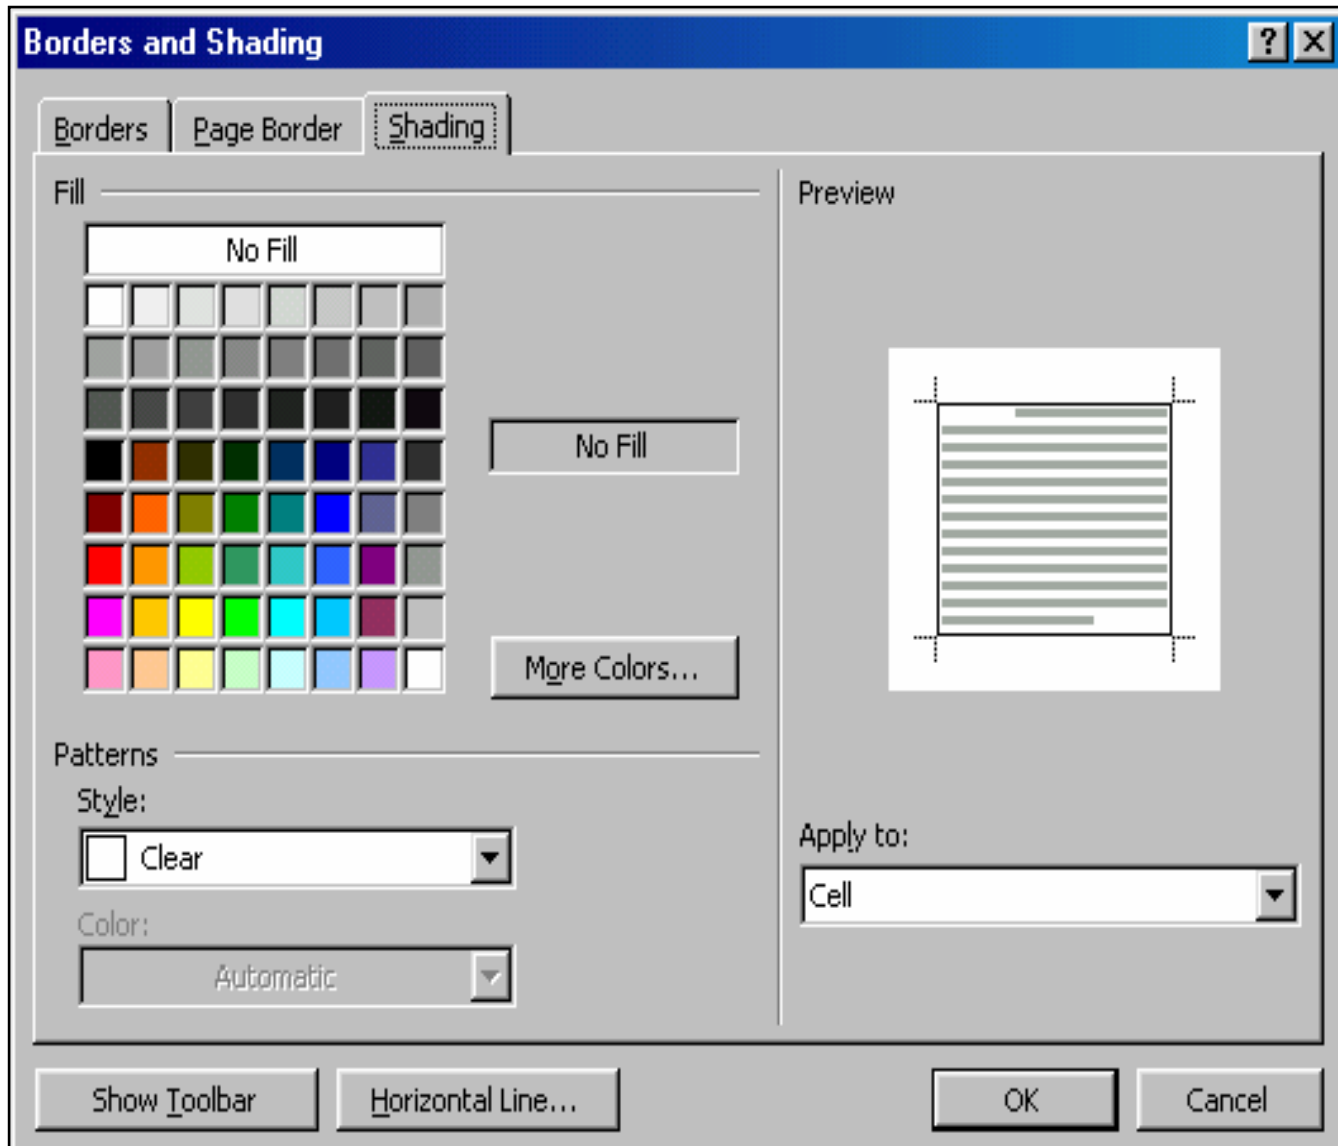 Borders and Shading
Borders Page Border Shading
Fill
No Fill
No Fill
More Colors...
Patterns
Style:
Clear
Color:
Automatic
Preview
Apply to:
Cell
Show Toolbar Horizontal Line... OK Cancel